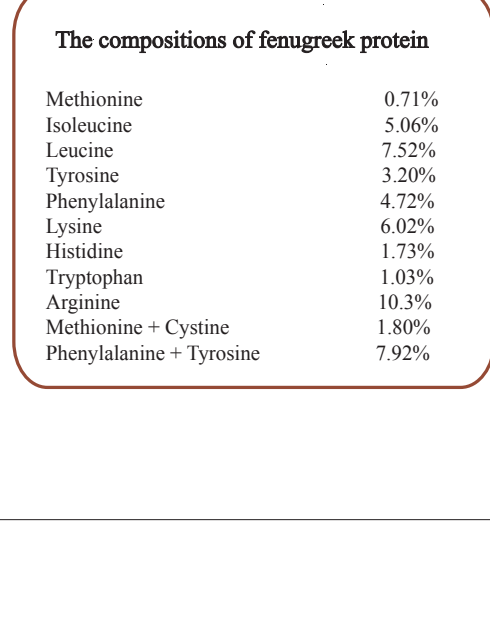 The compositions of fenugreek protein
Methionine 0.71%
Isoleucine 5.06%
Leucine 7.52%
Tyrosine 3.20%
Phenylalanine 4.72%
Lysine 6.02%
Histidine 1.73%
Tryptophan 1.03%
Arginine 10.3%
Methionine + Cystine 1.80%
Phenylalanine + Tyrosine 7.92%